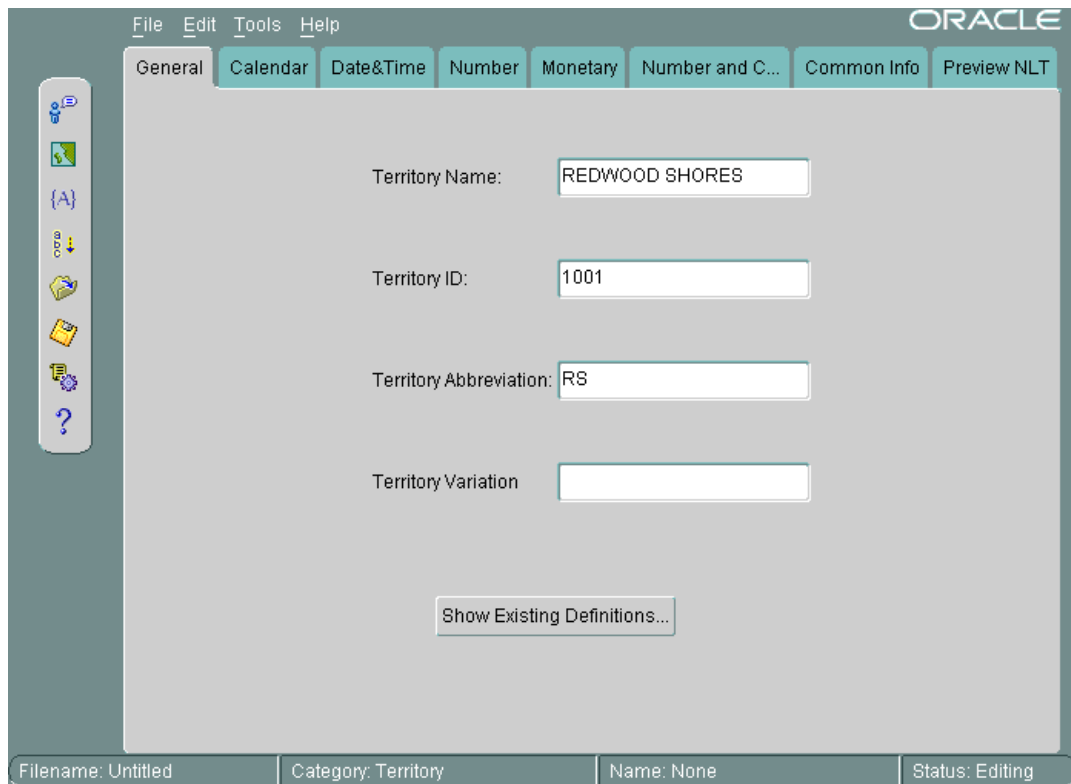 File Edit Tools Help
ORACLE
General Calendar Date&Time Number Monetary Number and C... Common Info Preview NLT
{A}
a
b
c
?
Territory Name: REDWOOD SHORES
Territory ID: 1001
Territory Abbreviation: RS
Territory Variation
Show Existing Definitions...
Filename: Untitled Category: Territory Name: None Status: Editing